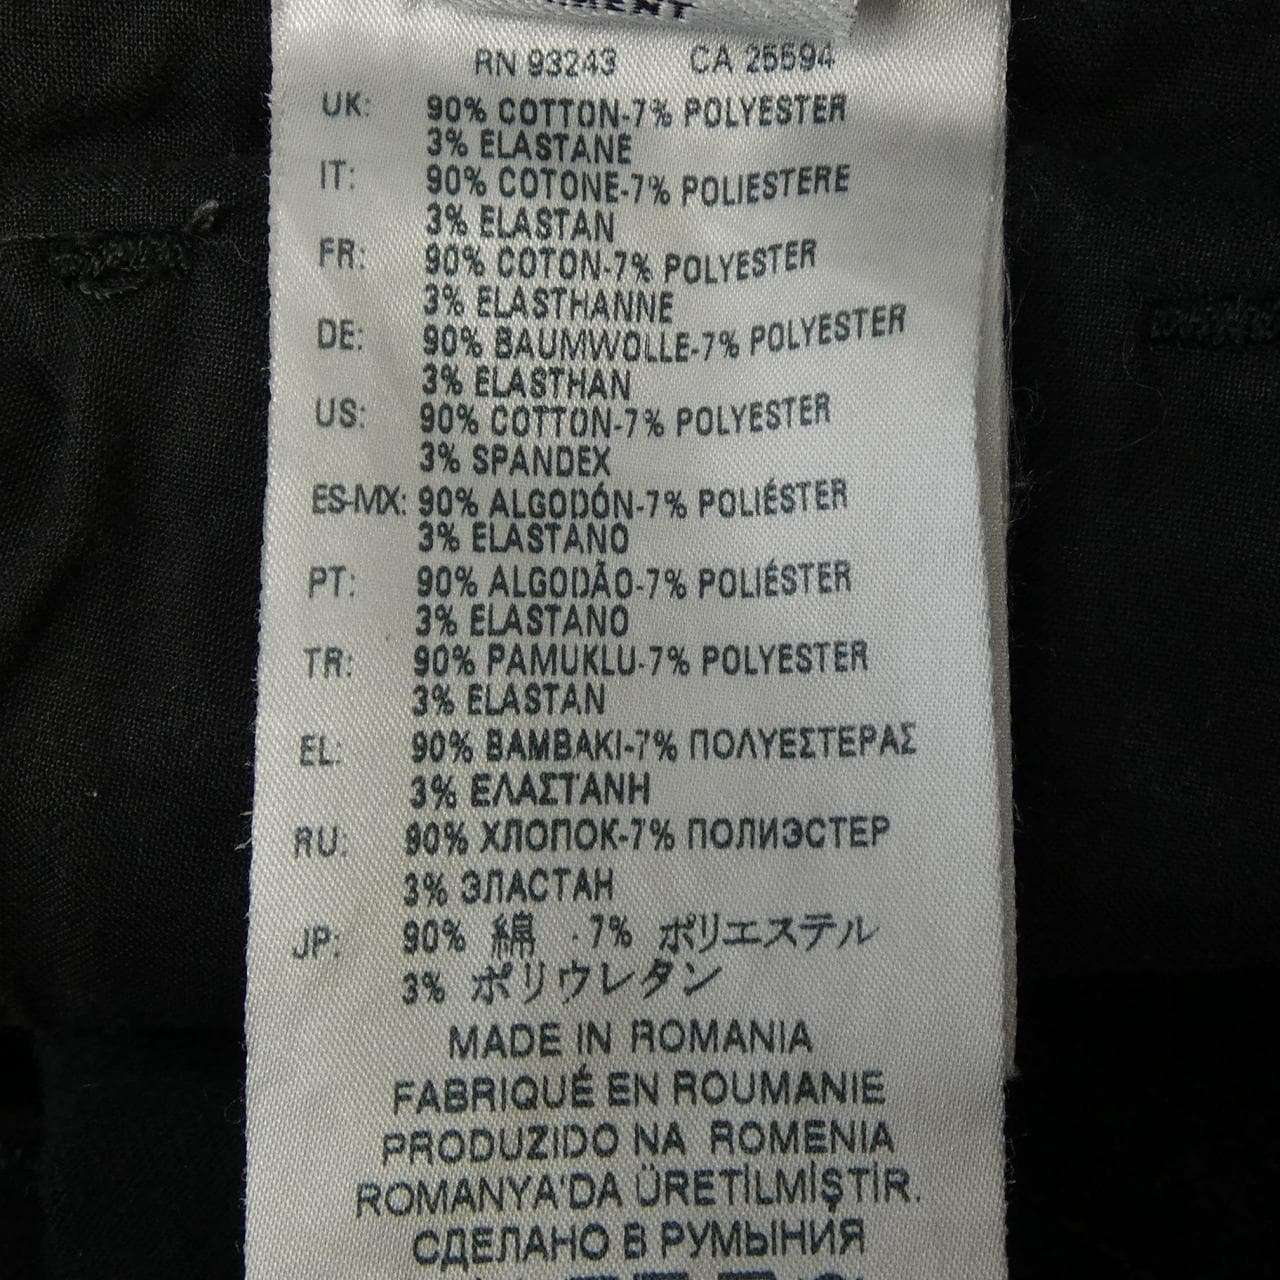 RN 93243 CA 25594
UK: 90% COTTON-7% POLYESTER
3% ELASTANE
IT: 90% COTONE-7% POLIESTERE
3% ELASTAN
FR: 90% COTON-7% POLYESTER
3% ELASTHANNE
DE: 90% BAUMWOLLE-7% POLYESTER
3% ELASTHAN
US: 90% COTTON-7% POLYESTER
3% SPANDEX
ES-MX: 90% ALGODÓN-7% POLIÉSTER
3% ELASTANO
PT: 90% ALGODÃO-7% POLIÉSTER
3% ELASTANO
TR: 90% PAMUKLU-7% POLYESTER
3% ELASTAN
EL: 90% ΒΑΜΒΑΚΙ-7% ΠΟΛΥΕΣΤΕΡΑΣ
3% ΕΛΑΣΤΆΝΗ
RU: 90% ХЛОПОК-7% ПОЛИЭСТЕР
3% ЭЛАСТАН
JP: 90% 綿 .7% ポリエステル
3% ポリウレタン
MADE IN ROMANIA
FABRIQUÉ EN ROUMANIE
PRODUZIDO NA ROMENIA
ROMANYA'DA ÜRETİLMİŞTİR.
СДЕЛАНО В РУМЫНИЯ